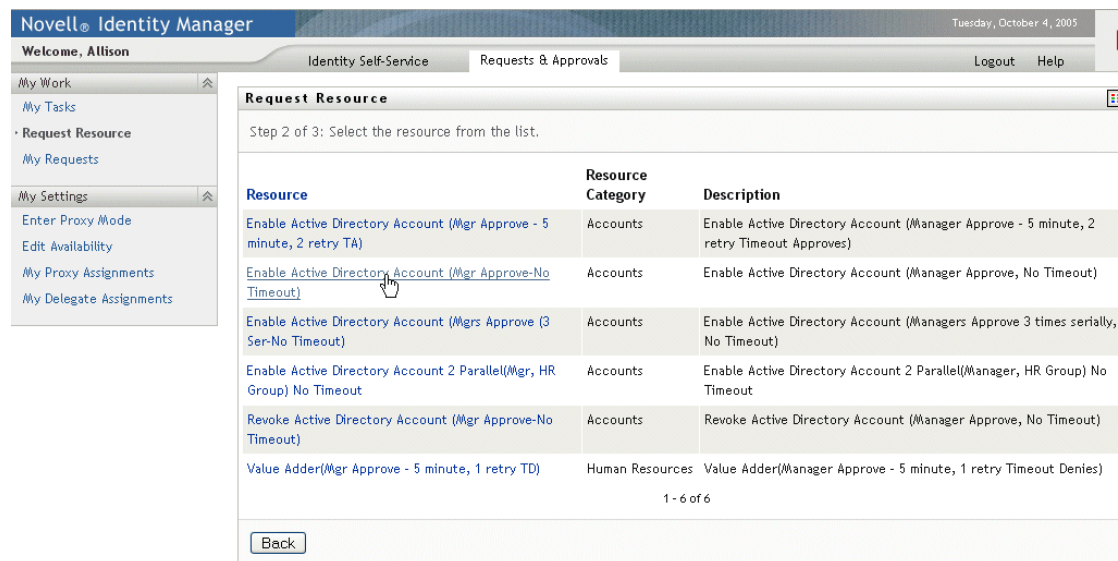 Novell® Identity Manager
Tuesday, October 4, 2005
Welcome, Allison
Identity Self-Service
Requests & Approvals
Logout
Help
My Work
My Tasks
Request Resource
My Requests
My Settings
Enter Proxy Mode
Edit Availability
My Proxy Assignments
My Delegate Assignments
Request Resource
Step 2 of 3: Select the resource from the list.
Resource
Resource
Category
Description
Enable Active Directory Account (Mgr Approve - 5
minute, 2 retry TA)
Accounts
Enable Active Directory Account (Manager Approve - 5 minute, 2
retry Timeout Approves)
Enable Active Directory Account (Mgr Approve-No
Timeout)
Accounts
Enable Active Directory Account (Manager Approve, No Timeout)
Enable Active Directory Account (Mgrs Approve (3
Ser-No Timeout)
Accounts
Enable Active Directory Account (Managers Approve 3 times serially,
No Timeout)
Enable Active Directory Account 2 Parallel(Mgr, HR
Group) No Timeout
Accounts
Enable Active Directory Account 2 Parallel(Manager, HR Group) No
Timeout
Revoke Active Directory Account (Mgr Approve-No
Timeout)
Accounts
Revoke Active Directory Account (Manager Approve, No Timeout)
Value Adder(Mgr Approve - 5 minute, 1 retry TD)
Human Resources
Value Adder(Manager Approve - 5 minute, 1 retry Timeout Denies)
1 - 6 of 6
Back